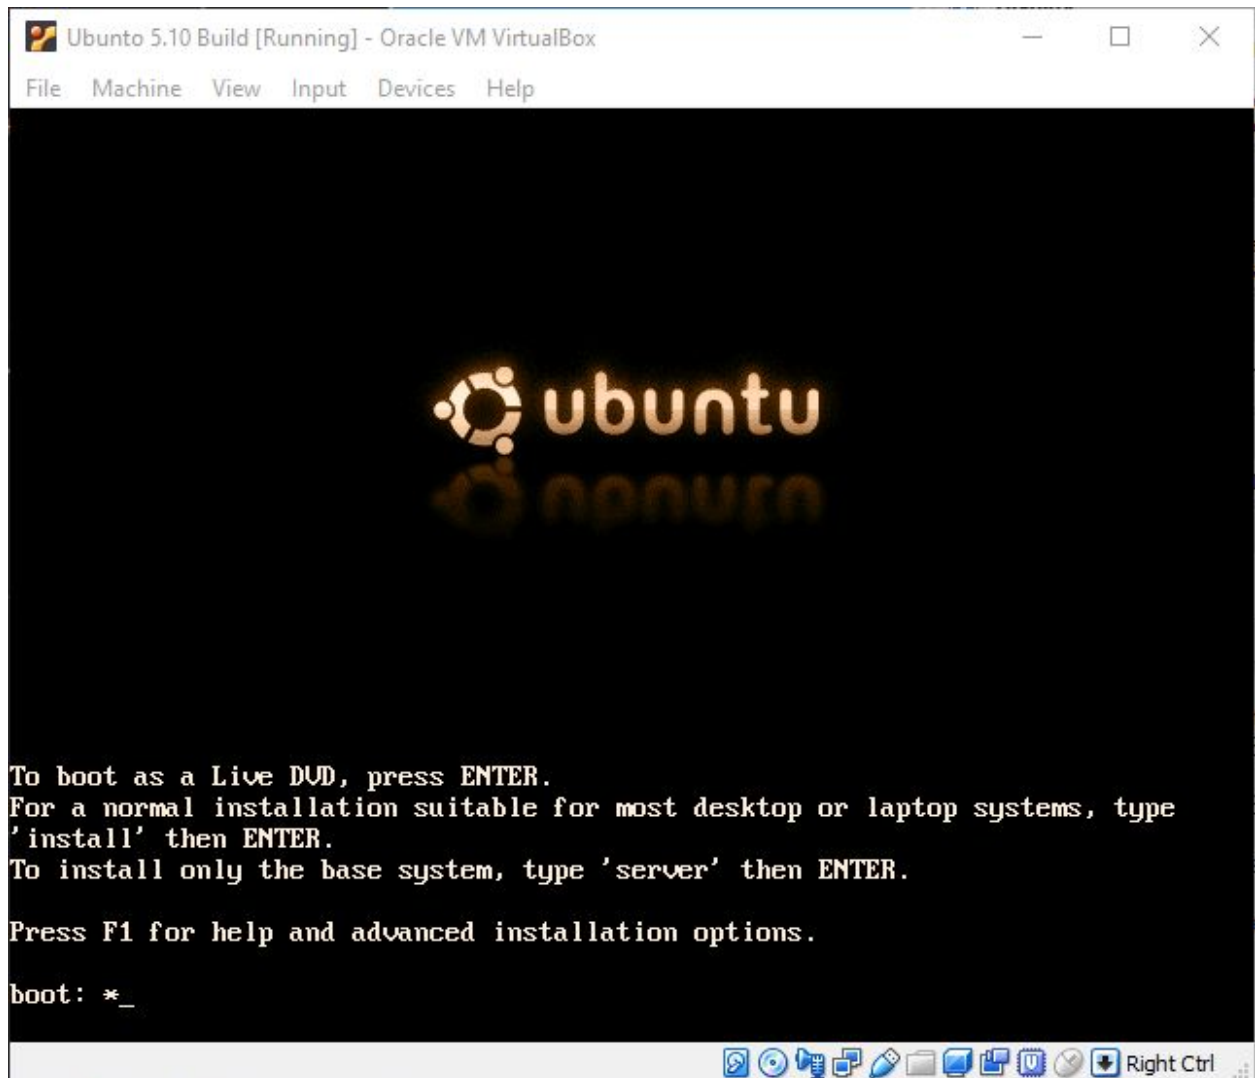 Ubunto 5.10 Build [Running] - Oracle VM VirtualBox
File Machine View Input Devices Help
ubuntu
To boot as a Live DVD, press ENTER.
For a normal installation suitable for most desktop or laptop systems, type
'install' then ENTER.
To install only the base system, type 'server' then ENTER.
Press F1 for help and advanced installation options.
boot: *_
Right Ctrl